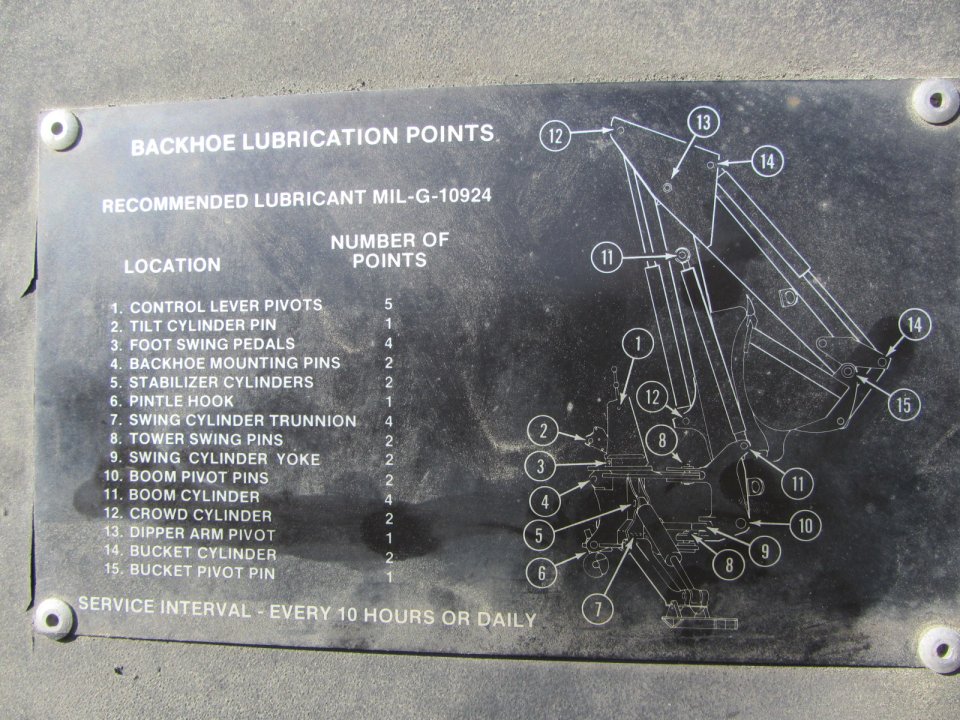 BACKHOE LUBRICATION POINTS
RECOMMENDED LUBRICANT MIL-G-10924
LOCATION NUMBER OF POINTS
1. CONTROL LEVER PIVOTS 5
2. TILT CYLINDER PIN 1
3. FOOT SWING PEDALS 4
4. BACKHOE MOUNTING PINS 2
5. STABILIZER CYLINDERS 2
6. PINTLE HOOK 1
7. SWING CYLINDER TRUNNION 4
8. TOWER SWING PINS 2
9. SWING CYLINDER YOKE 2
10. BOOM PIVOT PINS 2
11. BOOM CYLINDER 4
12. CROWD CYLINDER 2
13. DIPPER ARM PIVOT 1
14. BUCKET CYLINDER 2
15. BUCKET PIVOT PIN 1
SERVICE INTERVAL - EVERY 10 HOURS OR DAILY
12
13
14
11
14
1
15
12
2
8
3
4
11
10
5
9
8
6
7